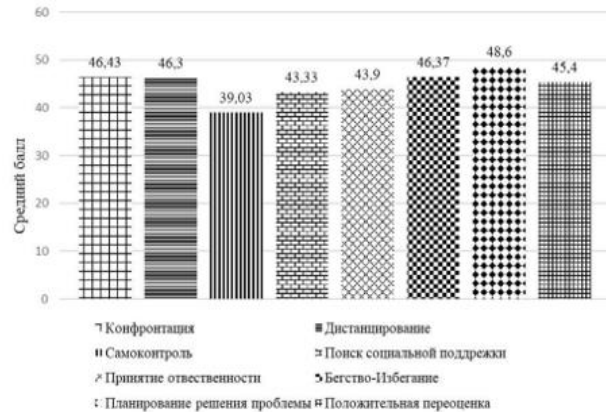 60
50
40
30
20
10
0
Средний балл
46,43
46,3
39,03
43,33
43,9
46,37
48,6
45,4
Конфронтация
Дистанцирование
Самоконтроль
Поиск социальной поддрежки
Принятие отвественности
Бегство-Избегание
Планирование решения проблемы
Положительная переоценка